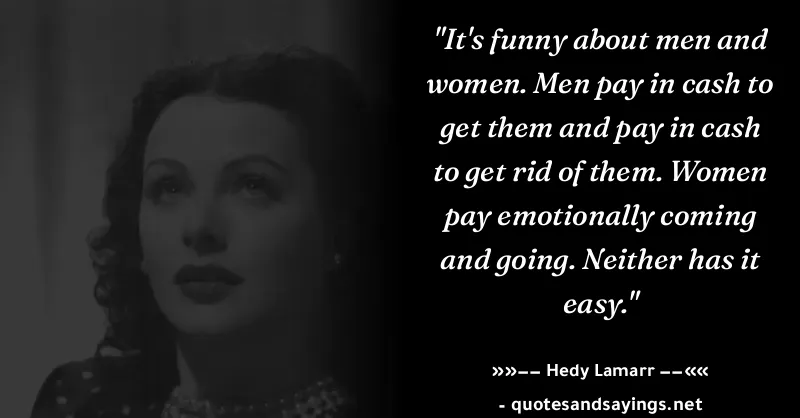 "It's funny about men and
women. Men pay in cash to
get them and pay in cash
to get rid of them. Women
pay emotionally coming
and going. Neither has it
easy."
»»−− Hedy Lamarr −−««
- quotesandsayings.net